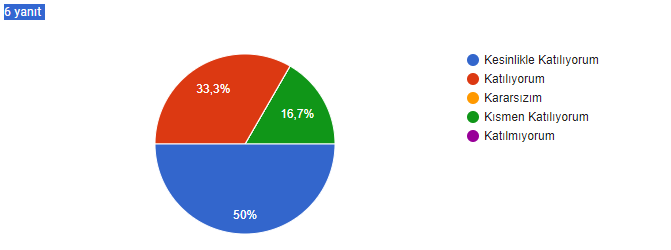 6 yanıt
33,3%
16,7%
50%
Kesinlikle Katılıyorum
Katılıyorum
Kararsızım
Kısmen Katılıyorum
Katılmıyorum